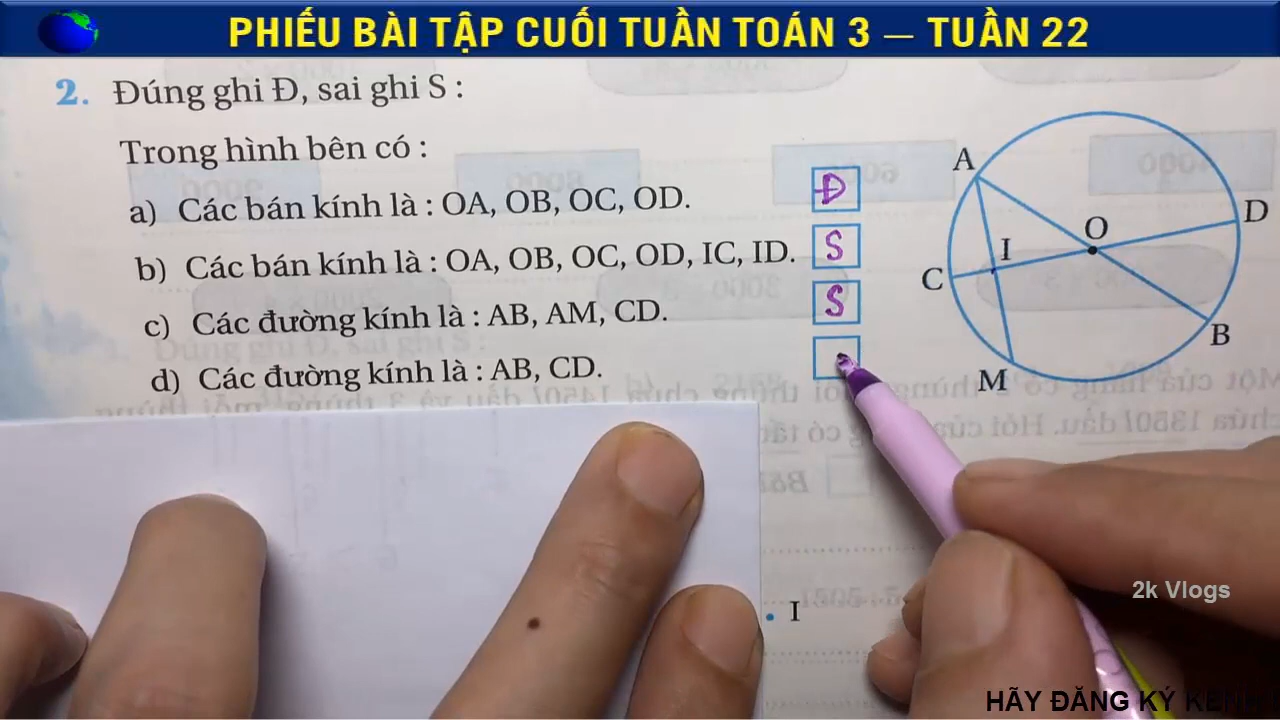 PHIẾU BÀI TẬP CUỐI TUẦN TOÁN 3 – TUẦN 22
2. Đúng ghi Đ, sai ghi S :
Trong hình bên có :
a) Các bán kính là : OA, OB, OC, OD. Đ
b) Các bán kính là : OA, OB, OC, OD, IC, ID. S
c) Các đường kính là : AB, AM, CD. S
d) Các đường kính là : AB, CD.
A
D
O
I
C
B
M
I
2k Vlogs
HÃY ĐĂNG KÝ KÊNH